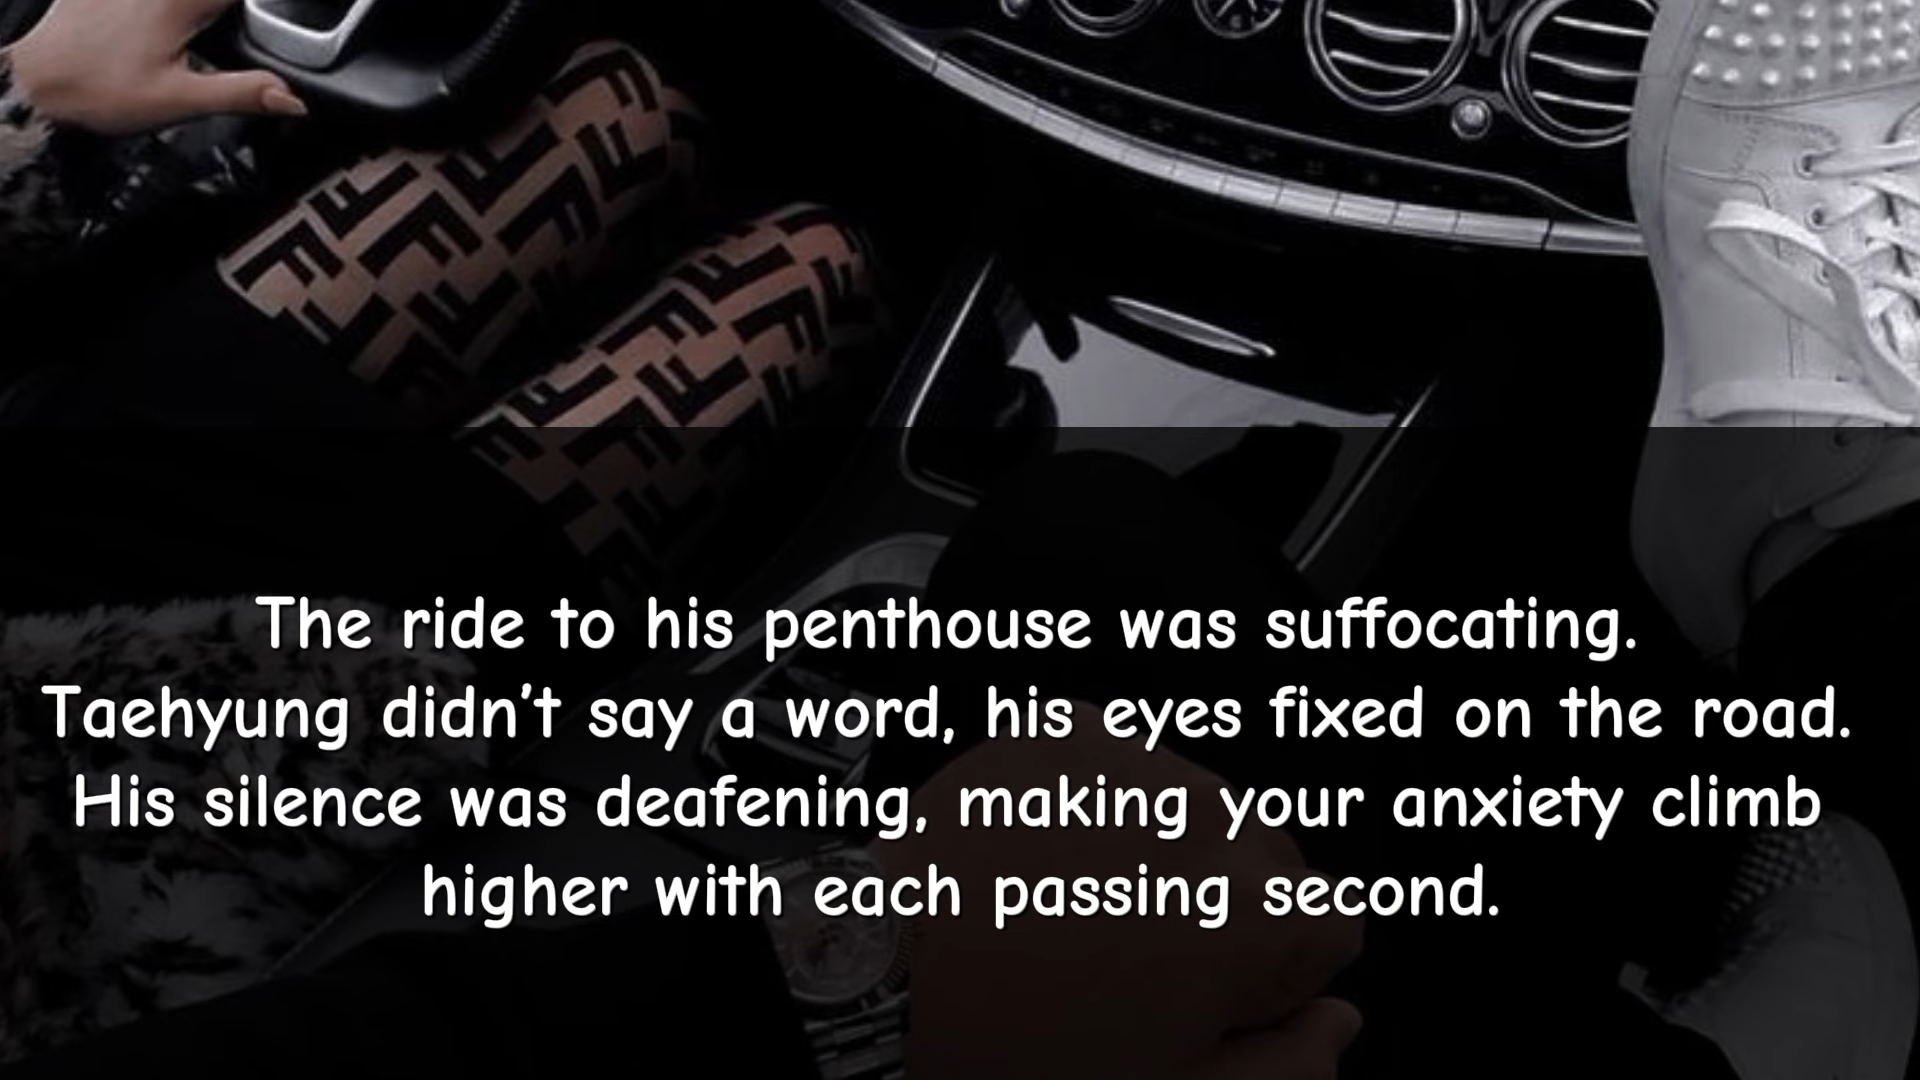 The ride to his penthouse was suffocating.
Taehyung didn't say a word, his eyes fixed on the road.
His silence was deafening, making your anxiety climb
higher with each passing second.